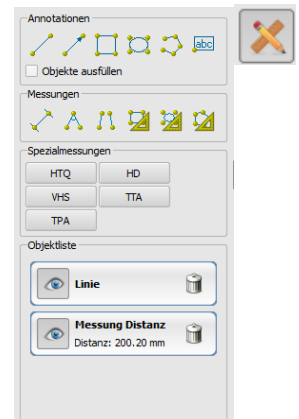 Annotationen
abc
Objekte ausfüllen
Messungen
Spezialmessungen
HTQ HD
VHS TTA
TPA
Objektliste
Linie
Messung Distanz
Distanz: 200.20 mm